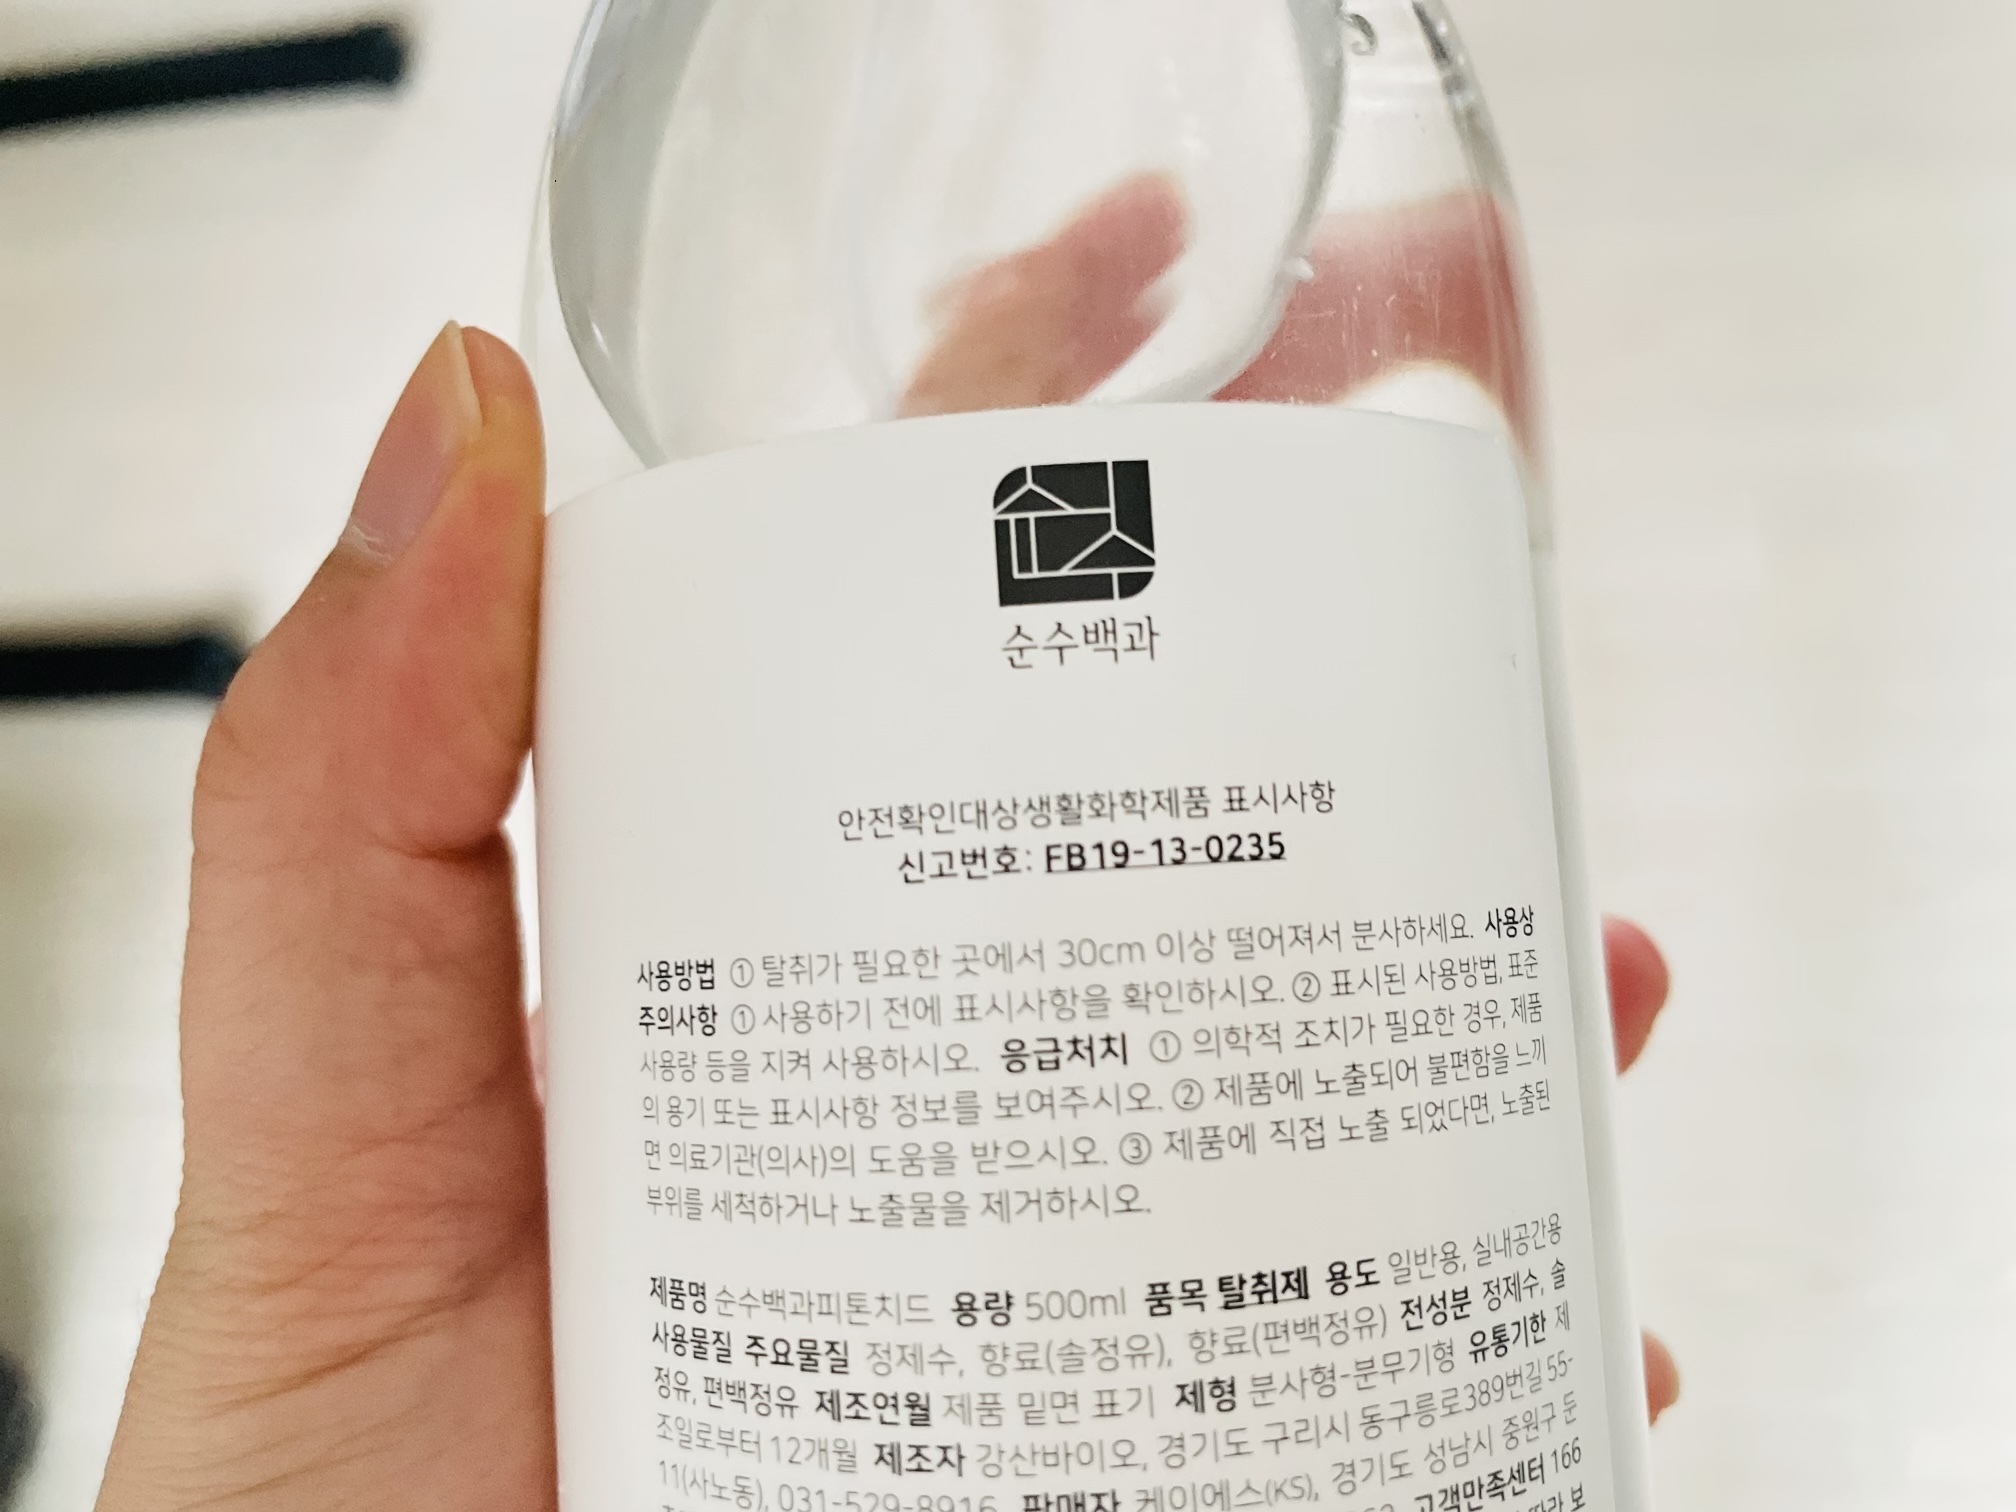 순수백과
안전확인대상생활화학제품 표시사항
신고번호: FB19-13-0235
사용방법 ① 탈취가 필요한 곳에서 30cm 이상 떨어져서 분사하세요. 사용상
주의사항 ① 사용하기 전에 표시사항을 확인하시오. ② 표시된 사용방법, 표준
사용량 등을 지켜 사용하시오. 응급처치 ① 의학적 조치가 필요한 경우, 제품
의 용기 또는 표시사항 정보를 보여주시오. ② 제품에 노출되어 불편함을 느끼
면 의료기관(의사)의 도움을 받으시오. ③ 제품에 직접 노출 되었다면, 노출된
부위를 세척하거나 노출물을 제거하시오.
제품명 순수백과피톤치드 용량 500ml 품목 탈취제 용도 일반용, 실내공간용
사용물질 주요물질 정제수, 향료(솔정유), 향료(편백정유) 전성분 정제수, 솔
정유, 편백정유 제조연월 제품 밑면 표기 제형 분사형-분무기형 유통기한 제
조일로부터 12개월 제조자 강산바이오, 경기도 구리시 동구릉로389번길 55-
11(사노동), 031-529-8916 판매자 케이에스(KS), 경기도 성남시 중원구 둔
고객만족센터 166